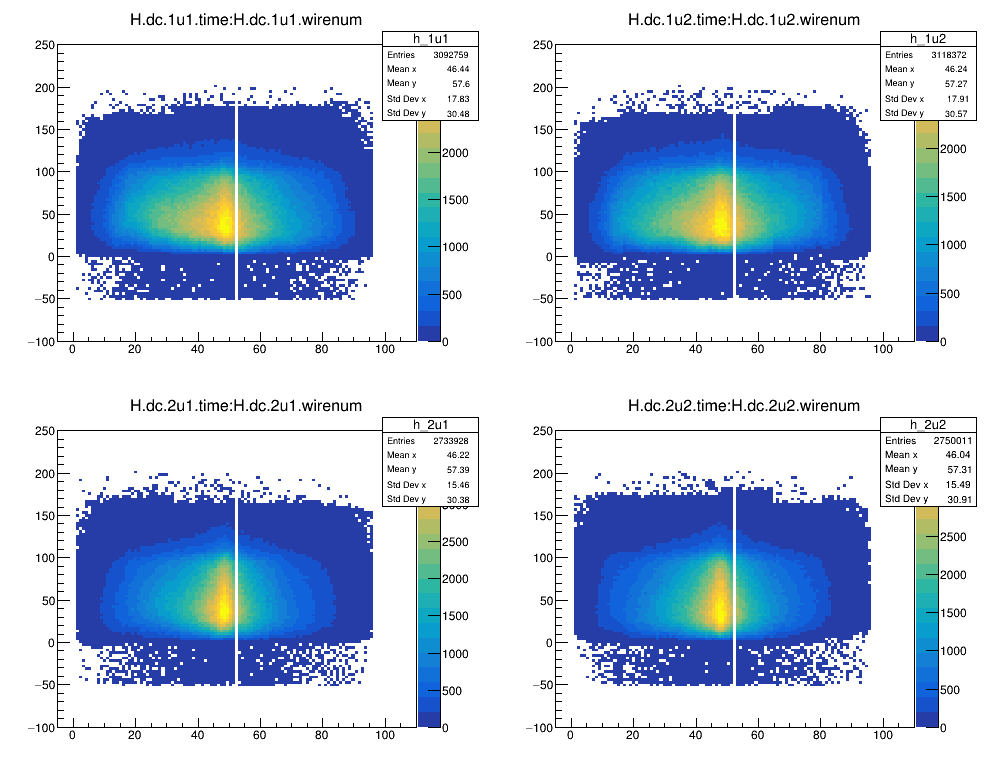 H.dc.1u1.time:H.dc.1u1.wirenum
h_1u1
Entries 3092759
Mean x 46.44
Mean y 57.6
Std Dev x 17.83
Std Dev y 30.48
250
200
150
100
50
0
−50
−100
0 20 40 60 80 100
2000
1500
1000
500
0
H.dc.1u2.time:H.dc.1u2.wirenum
h_1u2
Entries 3118372
Mean x 46.24
Mean y 57.27
Std Dev x 17.91
Std Dev y 30.57
250
200
150
100
50
0
−50
−100
0 20 40 60 80 100
2000
1500
1000
500
0
H.dc.2u1.time:H.dc.2u1.wirenum
h_2u1
Entries 2733928
Mean x 46.22
Mean y 57.39
Std Dev x 15.46
Std Dev y 30.38
250
200
150
100
50
0
−50
−100
0 20 40 60 80 100
2500
2000
1500
1000
500
0
H.dc.2u2.time:H.dc.2u2.wirenum
h_2u2
Entries 2750011
Mean x 46.04
Mean y 57.31
Std Dev x 15.49
Std Dev y 30.91
250
200
150
100
50
0
−50
−100
0 20 40 60 80 100
2500
2000
1500
1000
500
0